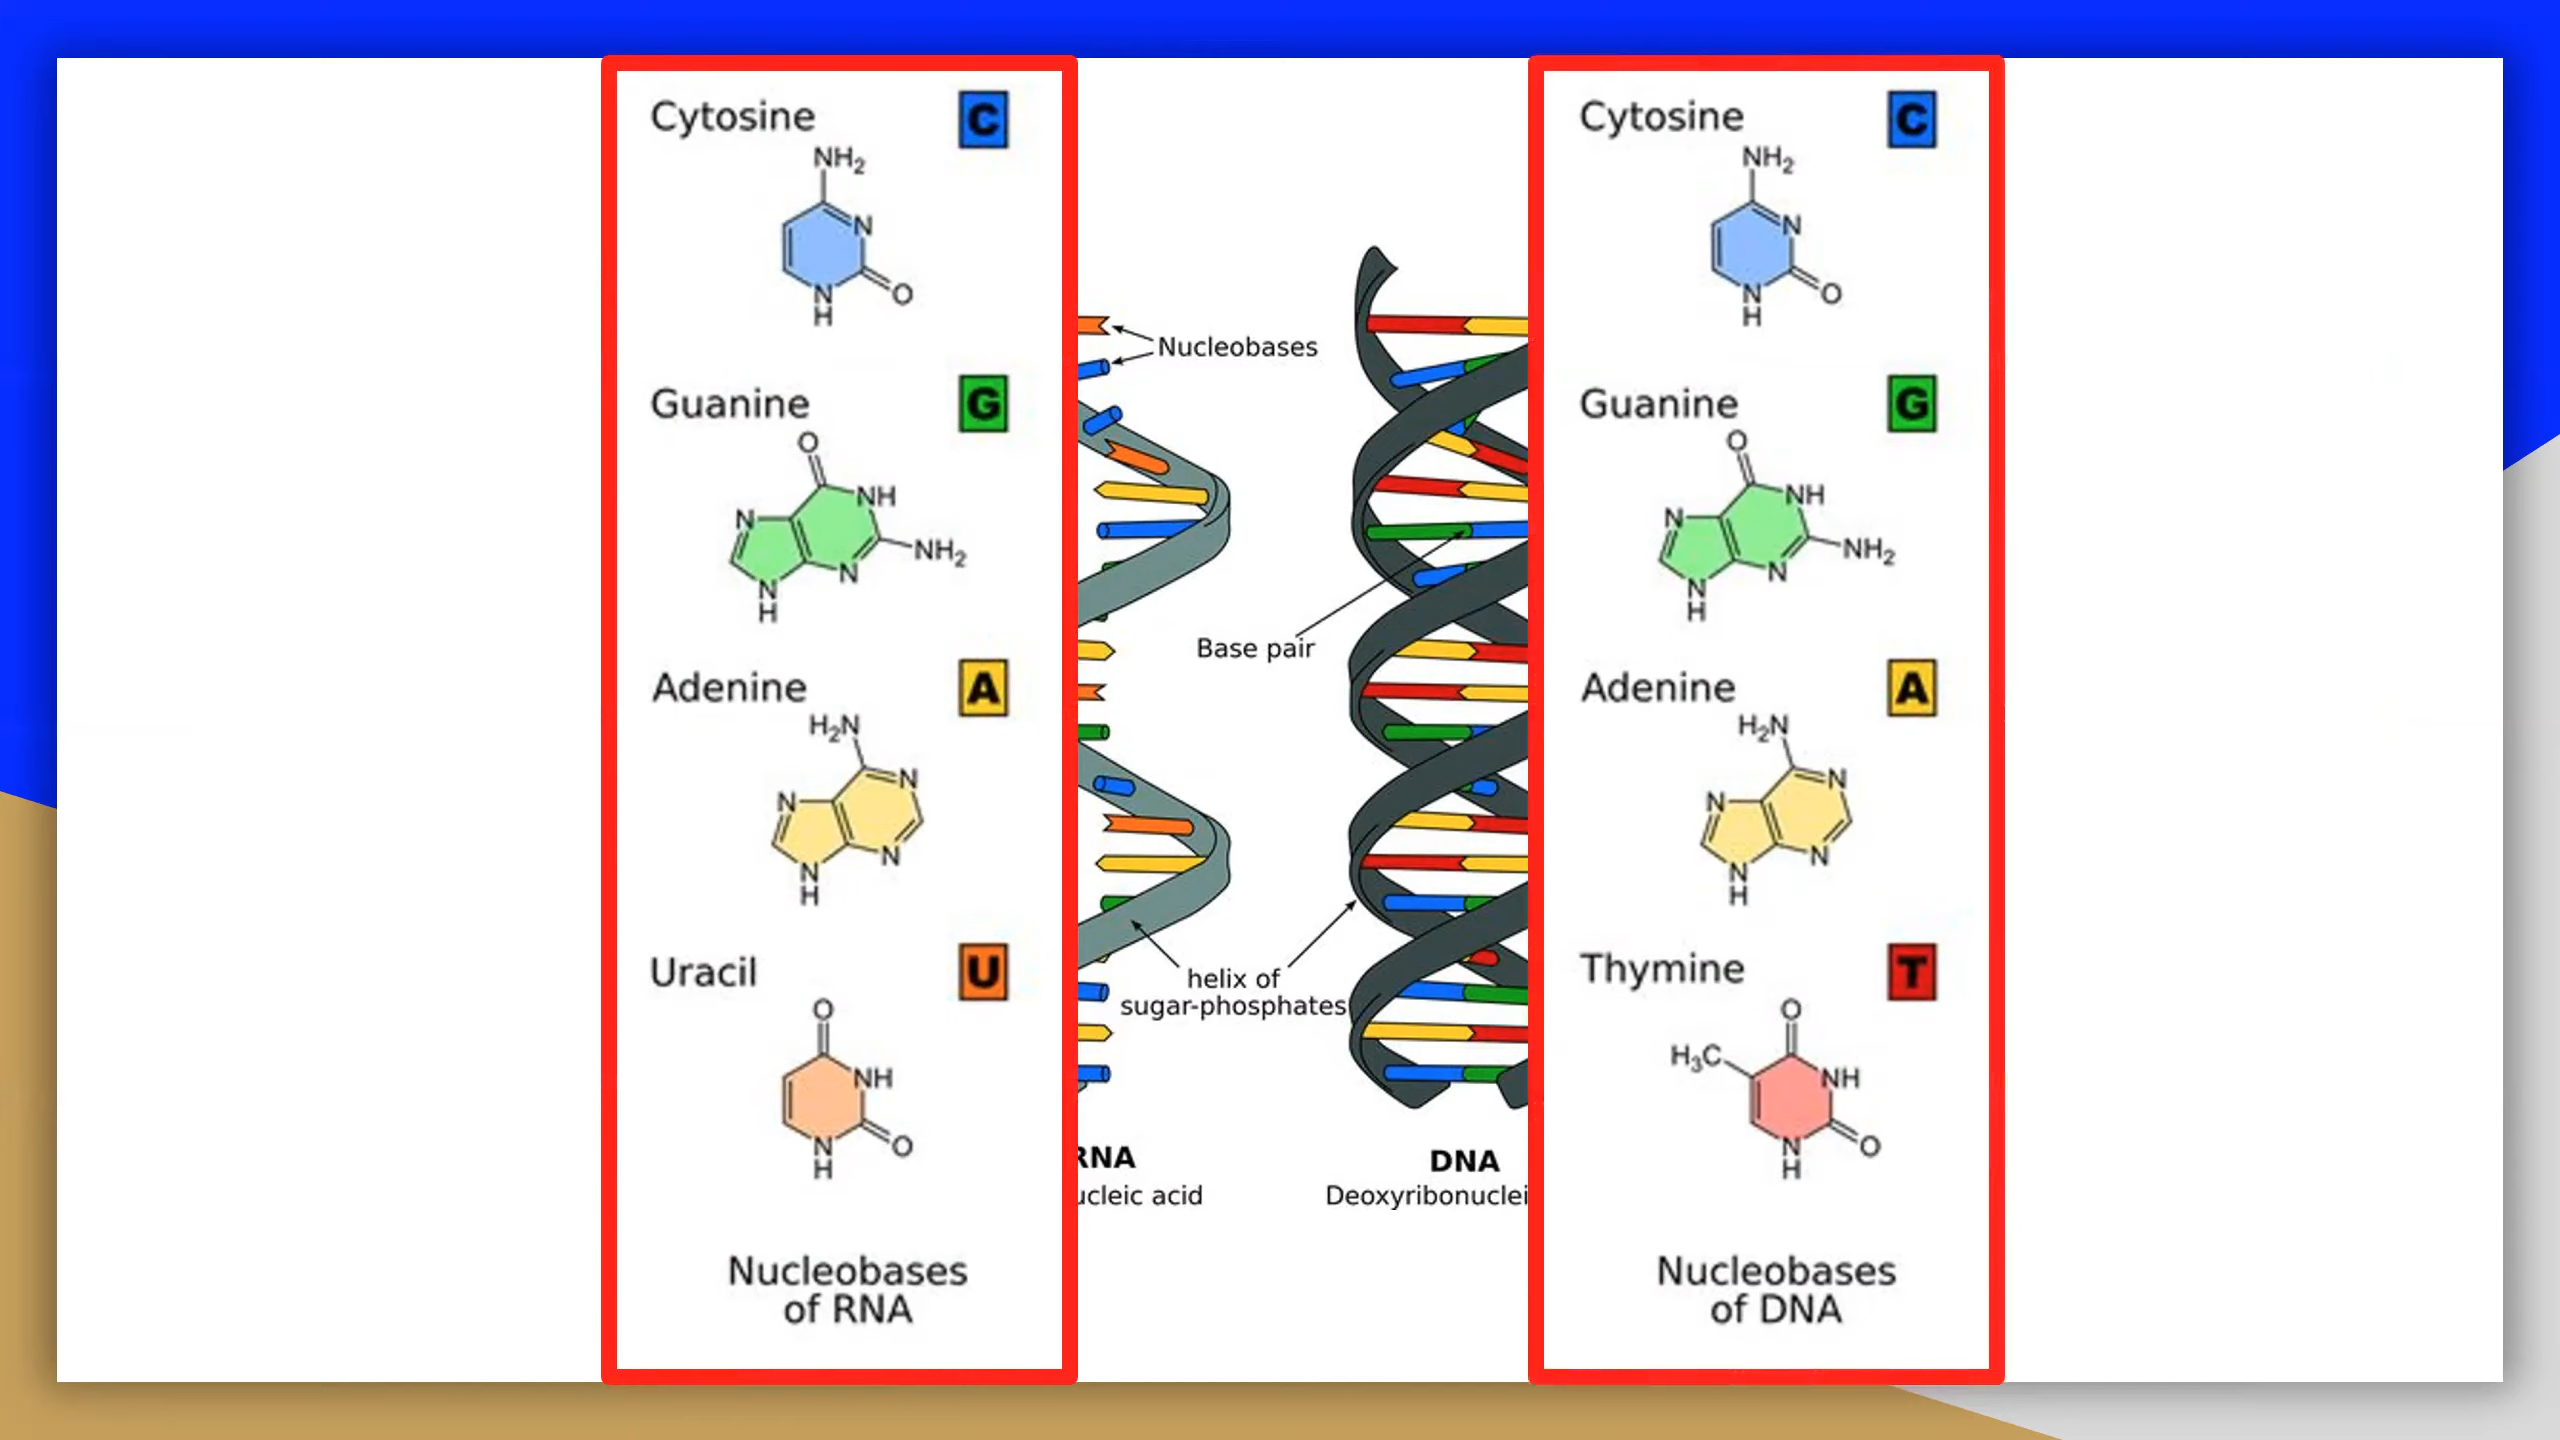 Cytosine C
NH2
N
N
H
O
Guanine G
O
NH
N
NH2
N
N
H
Adenine A
H2N
N
N
N
N
H
Uracil U
O
NH
O
N
H
Nucleobases
of RNA
Nucleobases
Base pair
helix of
sugar-phosphates
RNA
ucleic acid
DNA
Deoxyribonuclei
Cytosine C
NH2
N
N
H
O
Guanine G
O
NH
N
NH2
N
N
H
Adenine A
H2N
N
N
N
N
H
Thymine T
O
H3C
NH
O
N
H
Nucleobases
of DNA